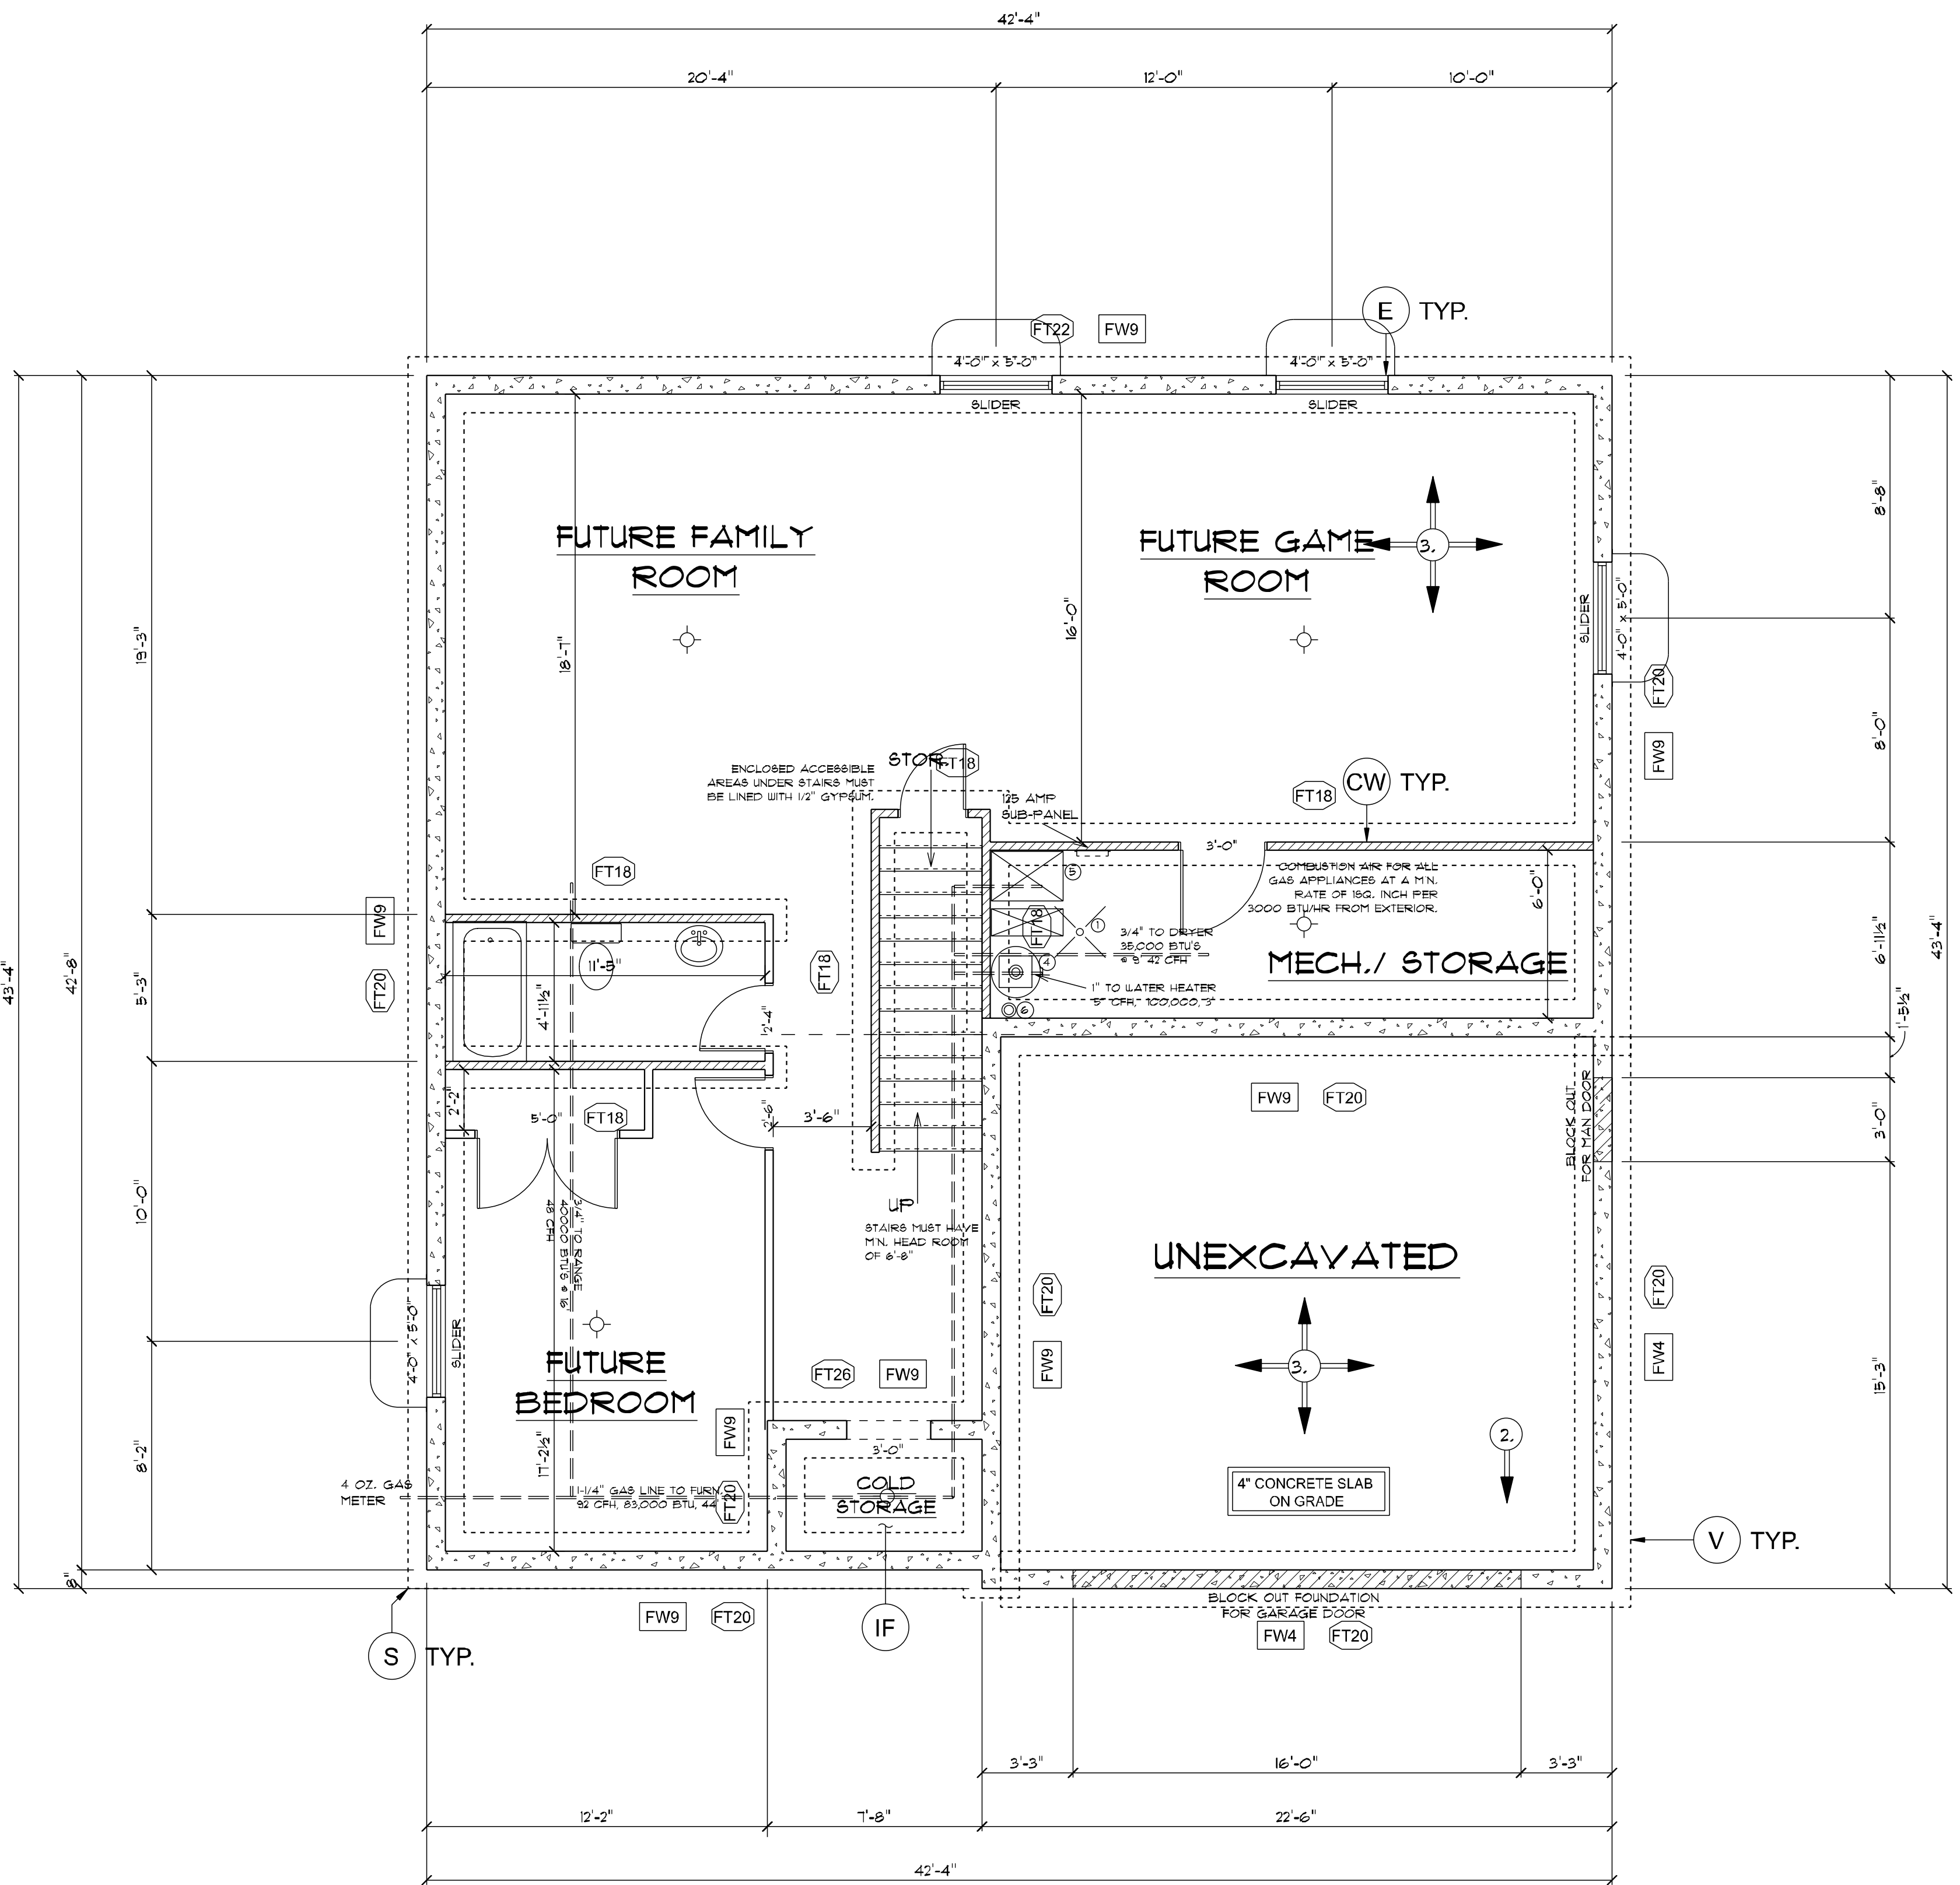 42'-4"
20'-4"
12'-0"
10'-0"
E TYP.
FT22 FW9
4'-0" x 5'-0"
4'-0" x 5'-0"
SLIDER
SLIDER
FUTURE FAMILY
ROOM
FUTURE GAME
ROOM
3.
8'-8"
SLIDER
4'-0" x 5'-0"
16'-0"
18'-7"
19'-3"
FT20
FW9
8'-0"
STOR.
FT18
ENCLOSED ACCESSIBLE
AREAS UNDER STAIRS MUST
BE LINED WITH 1/2" GYPSUM.
125 AMP
SUB-PANEL
FT18
CW TYP.
3'-0"
5
COMBUSTION AIR FOR ALL
GAS APPLIANCES AT A MIN.
RATE OF 1SQ. INCH PER
3000 BTU/HR FROM EXTERIOR.
6'-0"
FT18
FW9
FT20
FT18
FT18
1
3/4" TO DRYER
35,000 BTU'S
@ 9' 42 CFH
MECH./ STORAGE
4
1" TO WATER HEATER
6
6'-11½"
43'-4"
1'-5½"
43'-4"
42'-8"
5'-3"
11'-5"
4'-11½"
2'-4"
2'-2"
5'-0"
FT18
2'-6"
3'-6"
FW9 FT20
BLOCK OUT
FOR MAN DOOR
3'-0"
10'-0"
3/4" TO RANGE
40000 BTU'S @ 16'
48 CFH
UP
STAIRS MUST HAVE
MIN. HEAD ROOM
OF 6'-8"
UNEXCAVATED
FT20
FW9
3.
FT20
FW4
15'-3"
4'-0" x 5'-0"
SLIDER
FUTURE
BEDROOM
FT26 FW9
FW9
FT20
8'-2"
17'-2½"
3'-0"
COLD
STORAGE
2.
4" CONCRETE SLAB
ON GRADE
4 OZ. GAS
METER
1-1/4" GAS LINE TO FURN.
92 CFH, 83,000 BTU, 44'
V TYP.
8"
BLOCK OUT FOUNDATION
FOR GARAGE DOOR
FW9 FT20
IF
FW4 FT20
S TYP.
3'-3"
16'-0"
3'-3"
12'-2"
7'-8"
22'-6"
42'-4"